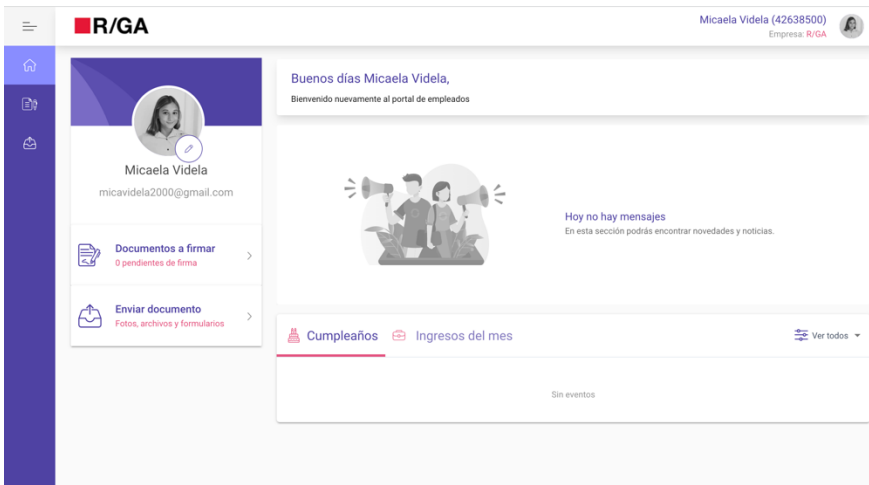 R/GA
Micaela Videla (42638500)
Empresa: R/GA
Micaela Videla
micavidela2000@gmail.com
Documentos a firmar
0 pendientes de firma
Enviar documento
Fotos, archivos y formularios
Buenos días Micaela Videla,
Bienvenido nuevamente al portal de empleados
Hoy no hay mensajes
En esta sección podrás encontrar novedades y noticias.
Cumpleaños
Ingresos del mes
Ver todos
Sin eventos